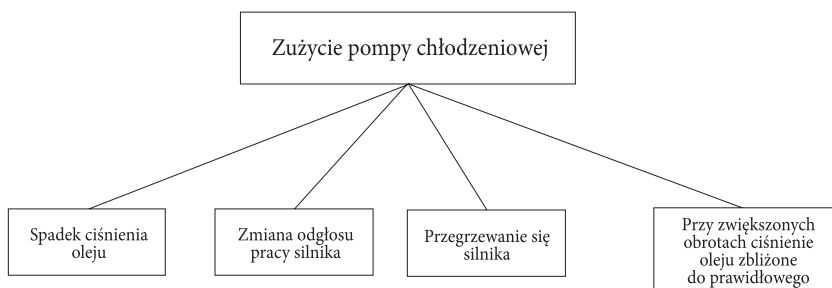 Zużycie pompy chłodzeniowej
Spadek ciśnienia
oleju
Zmiana odgłosu
pracy silnika
Przegrzewanie się
silnika
Przy zwiększonych
obrotach ciśnienie
oleju zbliżone
do prawidłowego